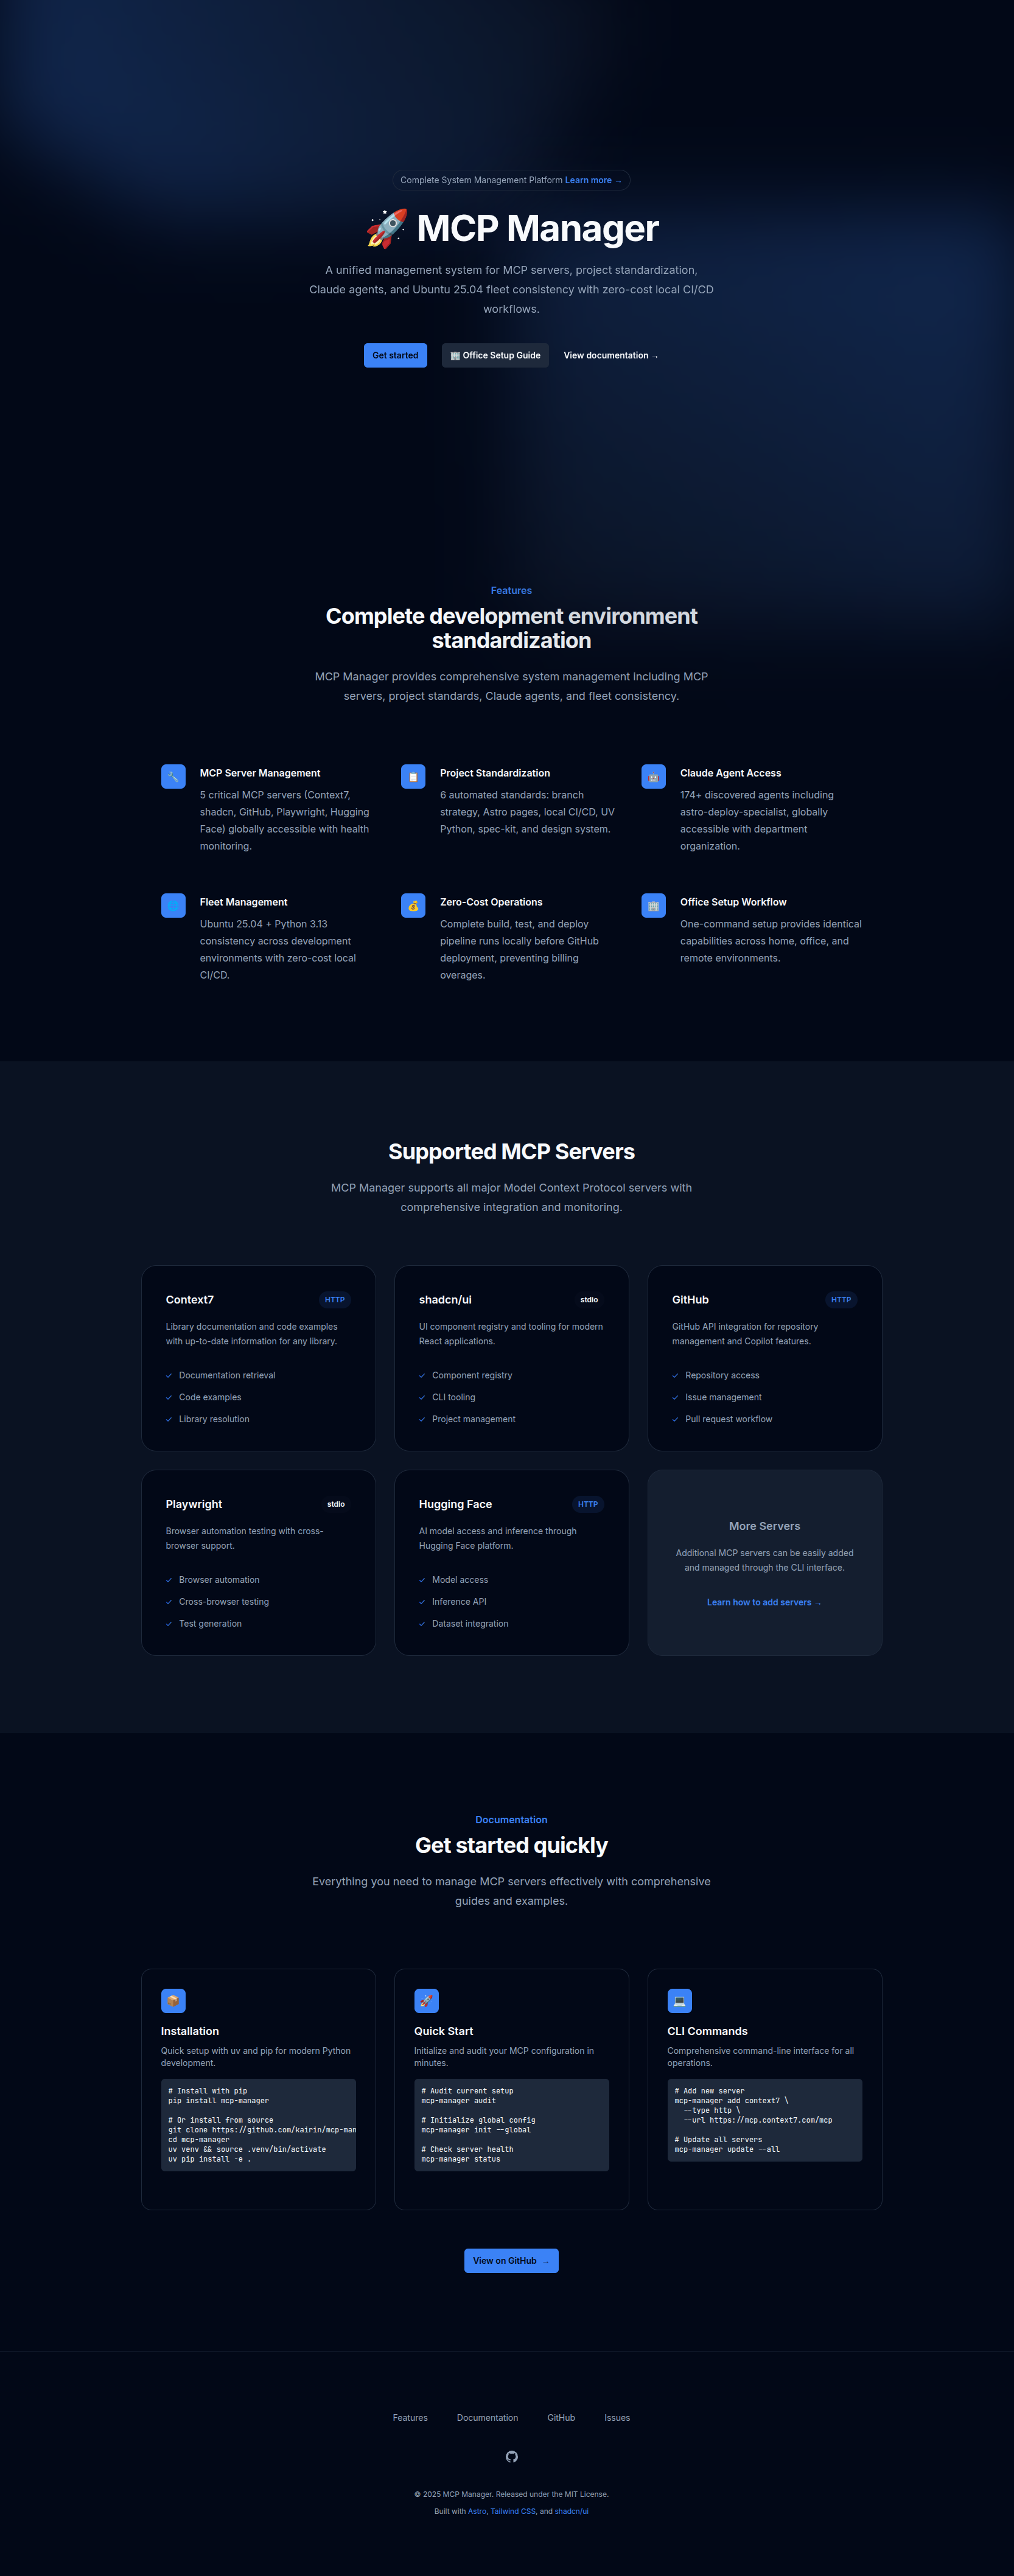 Complete System Management Platform Learn more →
🚀 MCP Manager
A unified management system for MCP servers, project standardization,
Claude agents, and Ubuntu 25.04 fleet consistency with zero-cost local CI/CD
workflows.
Get started
🏢 Office Setup Guide
View documentation →
Features
Complete development environment
standardization
MCP Manager provides comprehensive system management including MCP
servers, project standards, Claude agents, and fleet consistency.
MCP Server Management
5 critical MCP servers (Context7,
shadcn, GitHub, Playwright, Hugging
Face) globally accessible with health
monitoring.
Project Standardization
6 automated standards: branch
strategy, Astro pages, local CI/CD, UV
Python, spec-kit, and design system.
Claude Agent Access
174+ discovered agents including
astro-deploy-specialist, globally
accessible with department
organization.
Fleet Management
Ubuntu 25.04 + Python 3.13
consistency across development
environments with zero-cost local
CI/CD.
Zero-Cost Operations
Complete build, test, and deploy
pipeline runs locally before GitHub
deployment, preventing billing
overages.
Office Setup Workflow
One-command setup provides identical
capabilities across home, office, and
remote environments.
Supported MCP Servers
MCP Manager supports all major Model Context Protocol servers with
comprehensive integration and monitoring.
Context7
HTTP
Library documentation and code examples
with up-to-date information for any library.
✓ Documentation retrieval
✓ Code examples
✓ Library resolution
shadcn/ui
stdio
UI component registry and tooling for modern
React applications.
✓ Component registry
✓ CLI tooling
✓ Project management
GitHub
HTTP
GitHub API integration for repository
management and Copilot features.
✓ Repository access
✓ Issue management
✓ Pull request workflow
Playwright
stdio
Browser automation testing with cross-
browser support.
✓ Browser automation
✓ Cross-browser testing
✓ Test generation
Hugging Face
HTTP
AI model access and inference through
Hugging Face platform.
✓ Model access
✓ Inference API
✓ Dataset integration
More Servers
Additional MCP servers can be easily added
and managed through the CLI interface.
Learn how to add servers →
Documentation
Get started quickly
Everything you need to manage MCP servers effectively with comprehensive
guides and examples.
Installation
Quick setup with uv and pip for modern Python
development.
# Install with pip
pip install mcp-manager
# Or install from source
git clone https://github.com/kairin/mcp-man
cd mcp-manager
uv venv && source .venv/bin/activate
uv pip install -e .
Quick Start
Initialize and audit your MCP configuration in
minutes.
# Audit current setup
mcp-manager audit
# Initialize global config
mcp-manager init --global
# Check server health
mcp-manager status
CLI Commands
Comprehensive command-line interface for all
operations.
# Add new server
mcp-manager add context7 \
--type http \
--url https://mcp.context7.com/mcp
# Update all servers
mcp-manager update --all
View on GitHub →
Features
Documentation
GitHub
Issues
© 2025 MCP Manager. Released under the MIT License.
Built with Astro, Tailwind CSS, and shadcn/ui